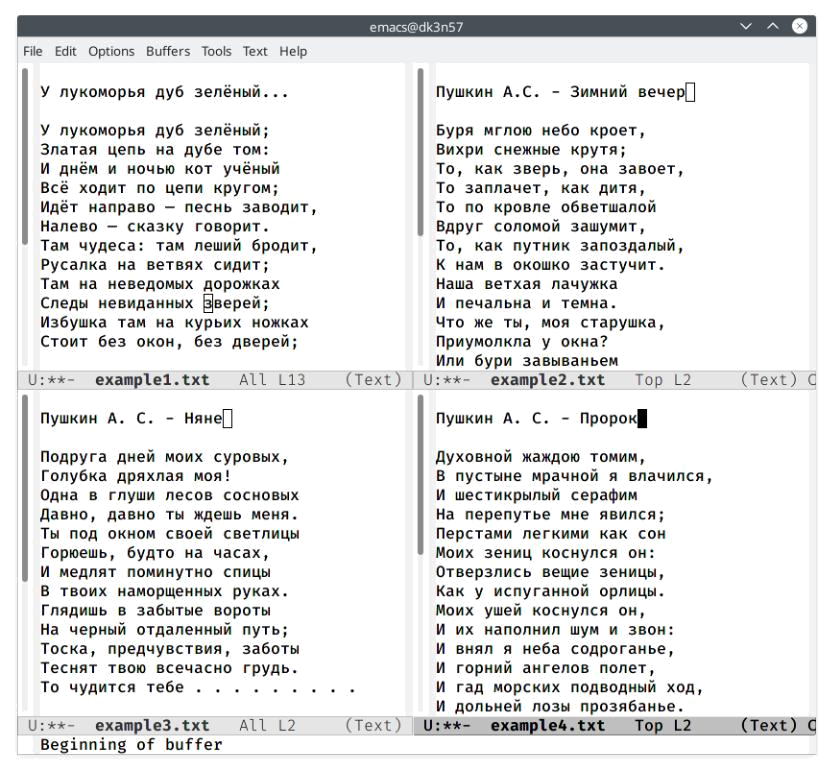 emacs@dk3n57
File Edit Options Buffers Tools Text Help
У лукоморья дуб зелёный...
У лукоморья дуб зелёный;
Златая цепь на дубе том:
И днём и ночью кот учёный
Всё ходит по цепи кругом;
Идёт направо — песнь заводит,
Налево — сказку говорит.
Там чудеса: там леший бродит,
Русалка на ветвях сидит;
Там на неведомых дорожках
Следы невиданных зверей;
Избушка там на курьих ножках
Стоит без окон, без дверей;
U:**- example1.txt All L13 (Text)
Пушкин А.С. - Зимний вечер
Буря мглою небо кроет,
Вихри снежные крутя;
То, как зверь, она завоет,
То заплачет, как дитя,
То по кровле обветшалой
Вдруг соломой зашумит,
То, как путник запоздалый,
К нам в окошко застучит.
Наша ветхая лачужка
И печальна и темна.
Что же ты, моя старушка,
Приумолкла у окна?
Или бури завываньем
U:**- example2.txt Top L2 (Text) C
Пушкин А. С. - Няне
Подруга дней моих суровых,
Голубка дряхлая моя!
Одна в глуши лесов сосновых
Давно, давно ты ждешь меня.
Ты под окном своей светлицы
Горюешь, будто на часах,
И медлят поминутно спицы
В твоих наморщенных руках.
Глядишь в забытые вороты
На черный отдаленный путь;
Тоска, предчувствия, заботы
Теснят твою всечасно грудь.
То чудится тебе . . . . . . . . .
U:**- example3.txt All L2 (Text)
Пушкин А. С. - Пророк
Духовной жаждою томим,
В пустыне мрачной я влачился,
И шестикрылый серафим
На перепутье мне явился;
Перстами легкими как сон
Моих зениц коснулся он:
Отверзлись вещие зеницы,
Как у испуганной орлицы.
Моих ушей коснулся он,
И их наполнил шум и звон:
И внял я неба содроганье,
И горний ангелов полет,
И гад морских подводный ход,
И дольней лозы прозябанье.
U:**- example4.txt Top L2 (Text) C
Beginning of buffer